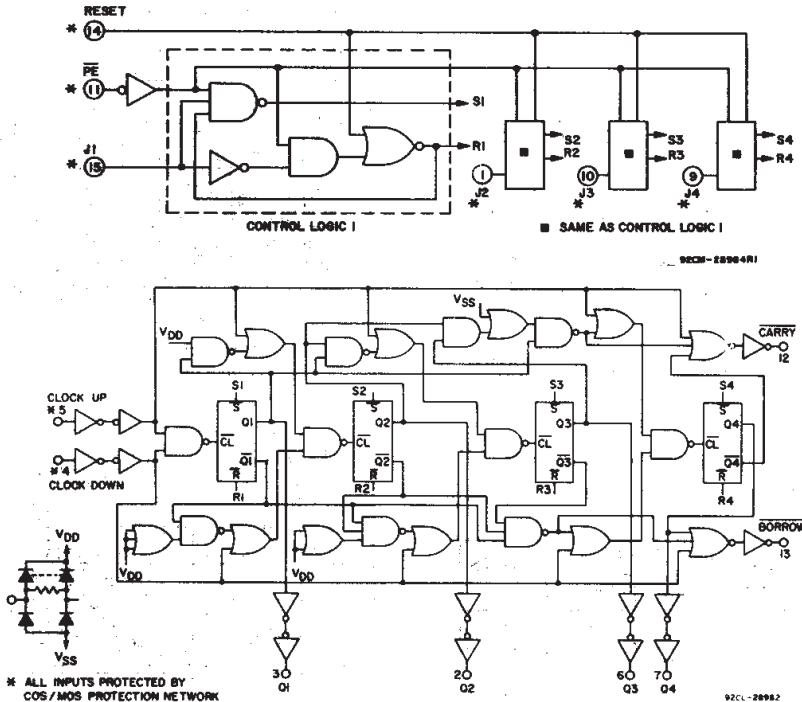 RESET
* 14
PE
* 11
J1
* 15
S1
R1
CONTROL LOGIC 1
■ S2
R2
1
J2
*
■ S3
R3
10
J3
*
■ S4
R4
9
J4
*
■ SAME AS CONTROL LOGIC 1
92CM-28984R1
VSS
VDD
CARRY
12
CLOCK UP
* 5
* 4
CLOCK DOWN
S1
S
Q1
CL
Q1
R
R1
S2
S
Q2
CL
Q2
R
R2
S3
S
Q3
CL
Q3
R
R3
S4
S
Q4
CL
Q4
R
R4
VDD
VDD
BORROW
13
VDD
VSS
3
Q1
2
Q2
6
Q3
7
Q4
* ALL INPUTS PROTECTED BY
COS/MOS PROTECTION NETWORK
92CL-28982